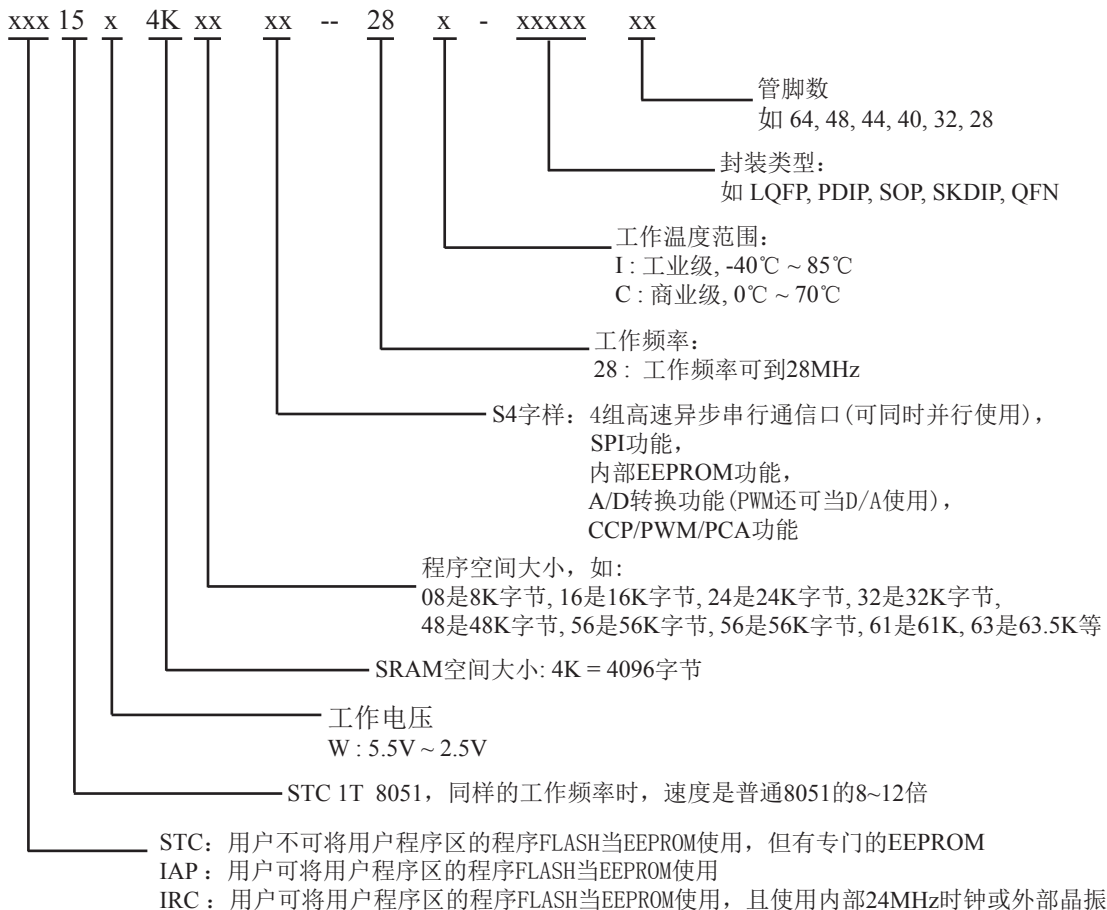 xxx 15 x 4K xx xx -- 28 x - xxxxx xx
管脚数
如 64, 48, 44, 40, 32, 28
封装类型：
如 LQFP, PDIP, SOP, SKDIP, QFN
工作温度范围：
I : 工业级, -40℃ ~ 85℃
C : 商业级, 0℃ ~ 70℃
工作频率：
28 : 工作频率可到28MHz
S4字样：4组高速异步串行通信口(可同时并行使用)，
SPI功能，
内部EEPROM功能，
A/D转换功能(PWM还可当D/A使用)，
CCP/PWM/PCA功能
程序空间大小，如:
08是8K字节, 16是16K字节, 24是24K字节, 32是32K字节,
48是48K字节, 56是56K字节, 56是56K字节, 61是61K, 63是63.5K等
SRAM空间大小: 4K = 4096字节
工作电压
W : 5.5V ~ 2.5V
STC 1T 8051，同样的工作频率时，速度是普通8051的8~12倍
STC：用户不可将用户程序区的程序FLASH当EEPROM使用，但有专门的EEPROM
IAP：用户可将用户程序区的程序FLASH当EEPROM使用
IRC：用户可将用户程序区的程序FLASH当EEPROM使用，且使用内部24MHz时钟或外部晶振